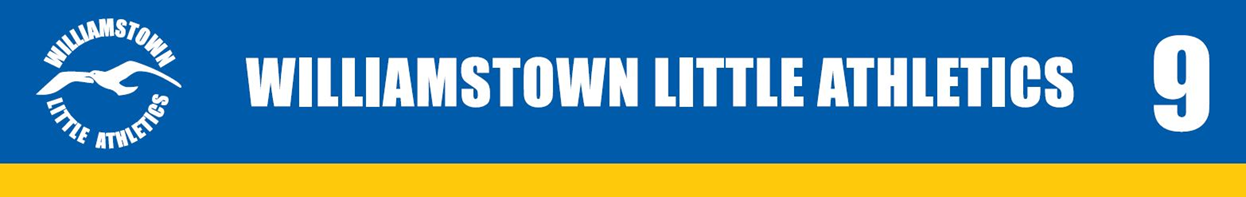 WILLIAMSTOWN
LITTLE ATHLETICS
WILLIAMSTOWN LITTLE ATHLETICS
9